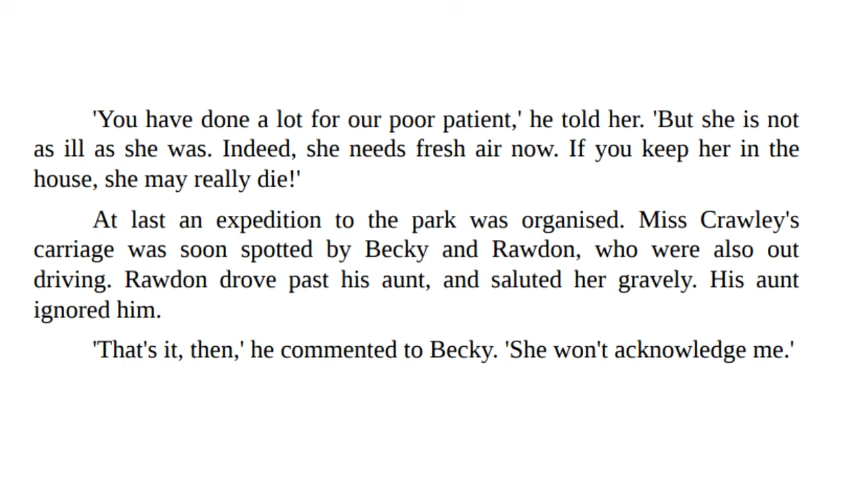 'You have done a lot for our poor patient,' he told her. 'But she is not
as ill as she was. Indeed, she needs fresh air now. If you keep her in the
house, she may really die!'
At last an expedition to the park was organised. Miss Crawley's
carriage was soon spotted by Becky and Rawdon, who were also out
driving. Rawdon drove past his aunt, and saluted her gravely. His aunt
ignored him.
'That's it, then,' he commented to Becky. 'She won't acknowledge me.'